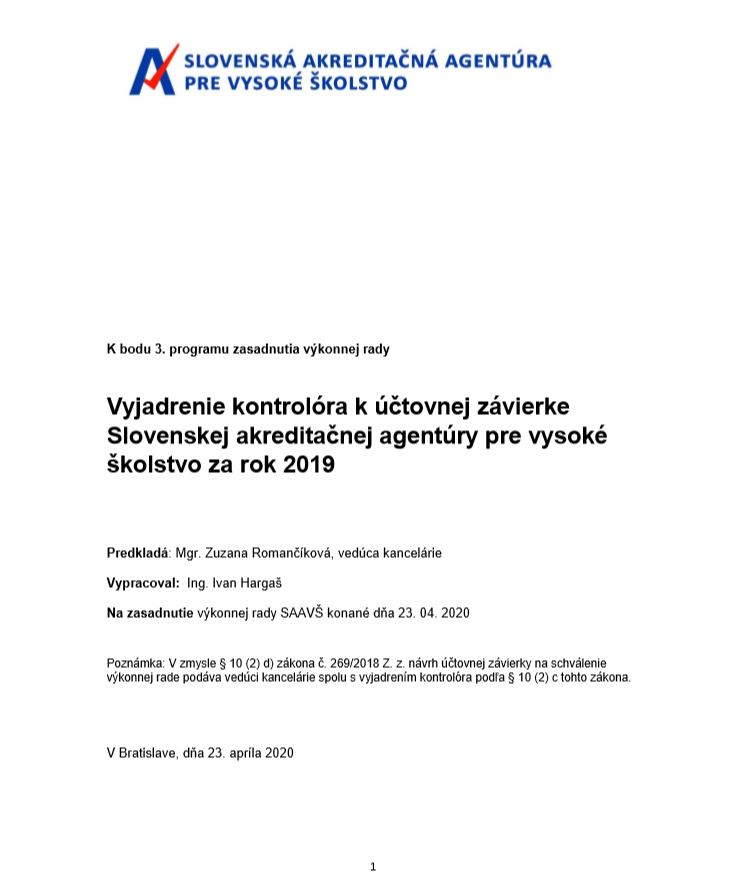 SLOVENSKÁ AKREDITAČNÁ AGENTÚRA
PRE VYSOKÉ ŠKOLSTVO
K bodu 3. programu zasadnutia výkonnej rady
Vyjadrenie kontrolóra k účtovnej závierke
Slovenskej akreditačnej agentúry pre vysoké
školstvo za rok 2019
Predkladá: Mgr. Zuzana Romančíková, vedúca kancelárie
Vypracoval: Ing. Ivan Hargaš
Na zasadnutie výkonnej rady SAAVŠ konané dňa 23. 04. 2020
Poznámka: V zmysle § 10 (2) d) zákona č. 269/2018 Z. z. návrh účtovnej závierky na schválenie
výkonnej rade podáva vedúci kancelárie spolu s vyjadrením kontrolóra podľa § 10 (2) c tohto zákona.
V Bratislave, dňa 23. apríla 2020
1